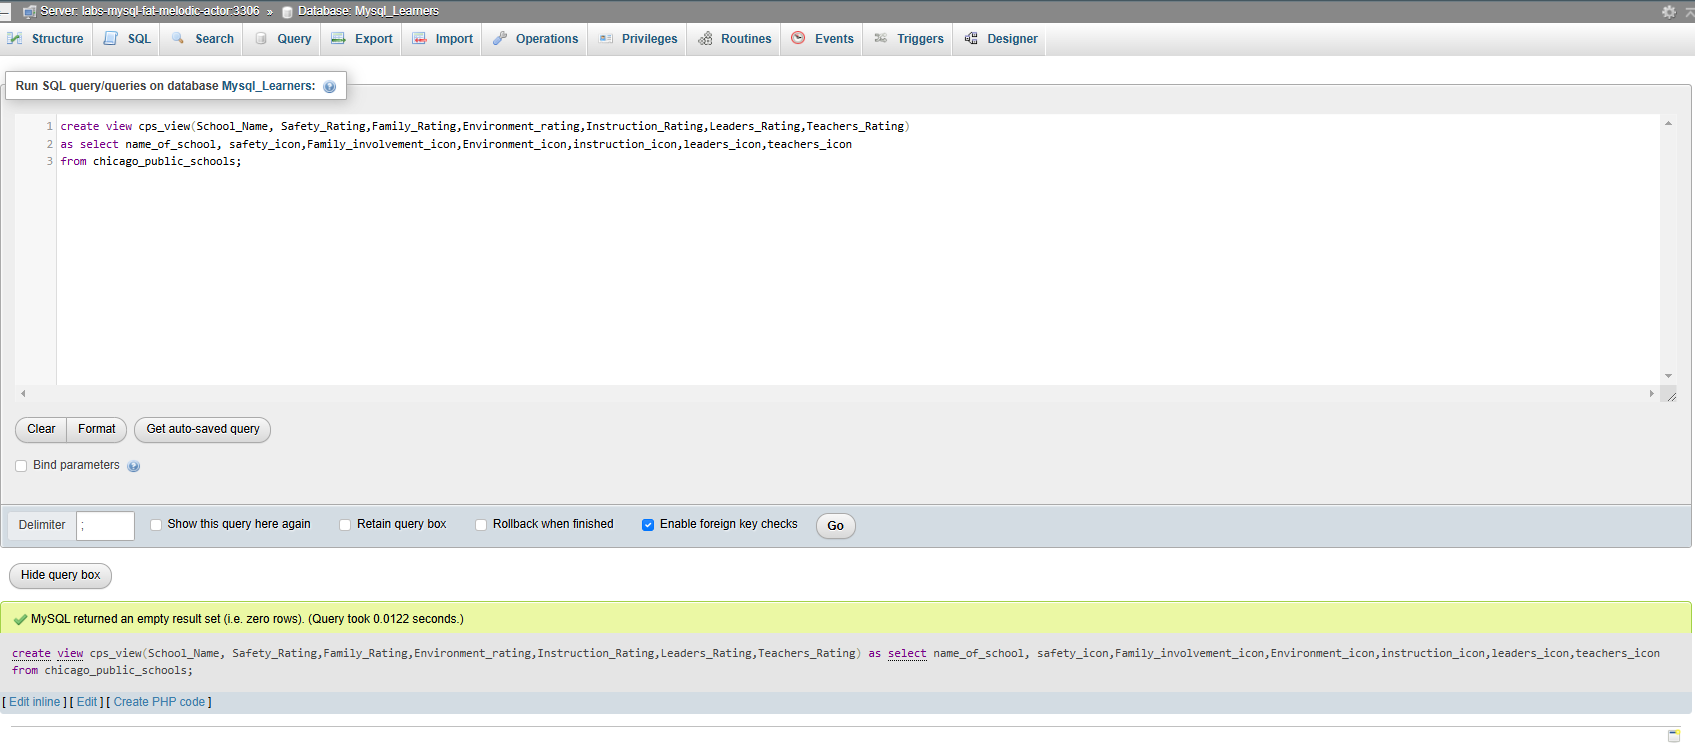 Server: labs-mysql-fat-melodic-actor:3306 » Database: Mysql_Learners
Structure SQL Search Query Export Import Operations Privileges Routines Events Triggers Designer
Run SQL query/queries on database Mysql_Learners:
1 create view cps_view(School_Name, Safety_Rating,Family_Rating,Environment_rating,Instruction_Rating,Leaders_Rating,Teachers_Rating)
2 as select name_of_school, safety_icon,Family_involvement_icon,Environment_icon,instruction_icon,leaders_icon,teachers_icon
3 from chicago_public_schools;
Clear Format Get auto-saved query
Bind parameters
Delimiter ; Show this query here again Retain query box Rollback when finished Enable foreign key checks Go
Hide query box
MySQL returned an empty result set (i.e. zero rows). (Query took 0.0122 seconds.)
create view cps_view(School_Name, Safety_Rating,Family_Rating,Environment_rating,Instruction_Rating,Leaders_Rating,Teachers_Rating) as select name_of_school, safety_icon,Family_involvement_icon,Environment_icon,instruction_icon,leaders_icon,teachers_icon
from chicago_public_schools;
[ Edit inline ] [ Edit ] [ Create PHP code ]